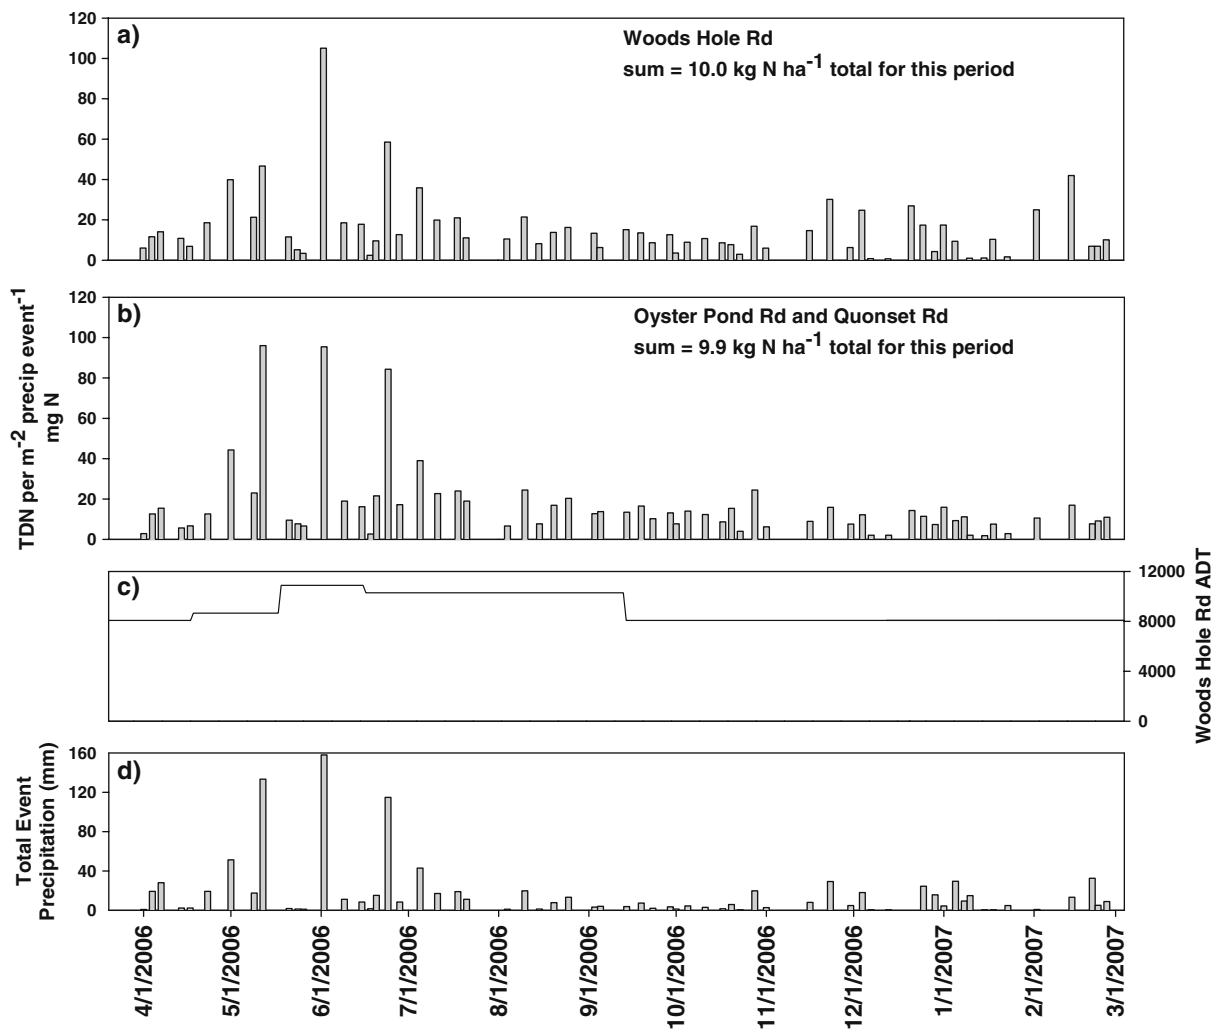 a)
Woods Hole Rd
sum = 10.0 kg N ha⁻¹ total for this period
120
100
80
60
40
20
0
b)
Oyster Pond Rd and Quonset Rd
sum = 9.9 kg N ha⁻¹ total for this period
120
100
80
60
40
20
0
TDN per m⁻² precip event⁻¹
mg N
c)
12000
8000
4000
0
Woods Hole Rd ADT
d)
160
120
80
40
0
Total Event
Precipitation (mm)
4/1/2006
5/1/2006
6/1/2006
7/1/2006
8/1/2006
9/1/2006
10/1/2006
11/1/2006
12/1/2006
1/1/2007
2/1/2007
3/1/2007